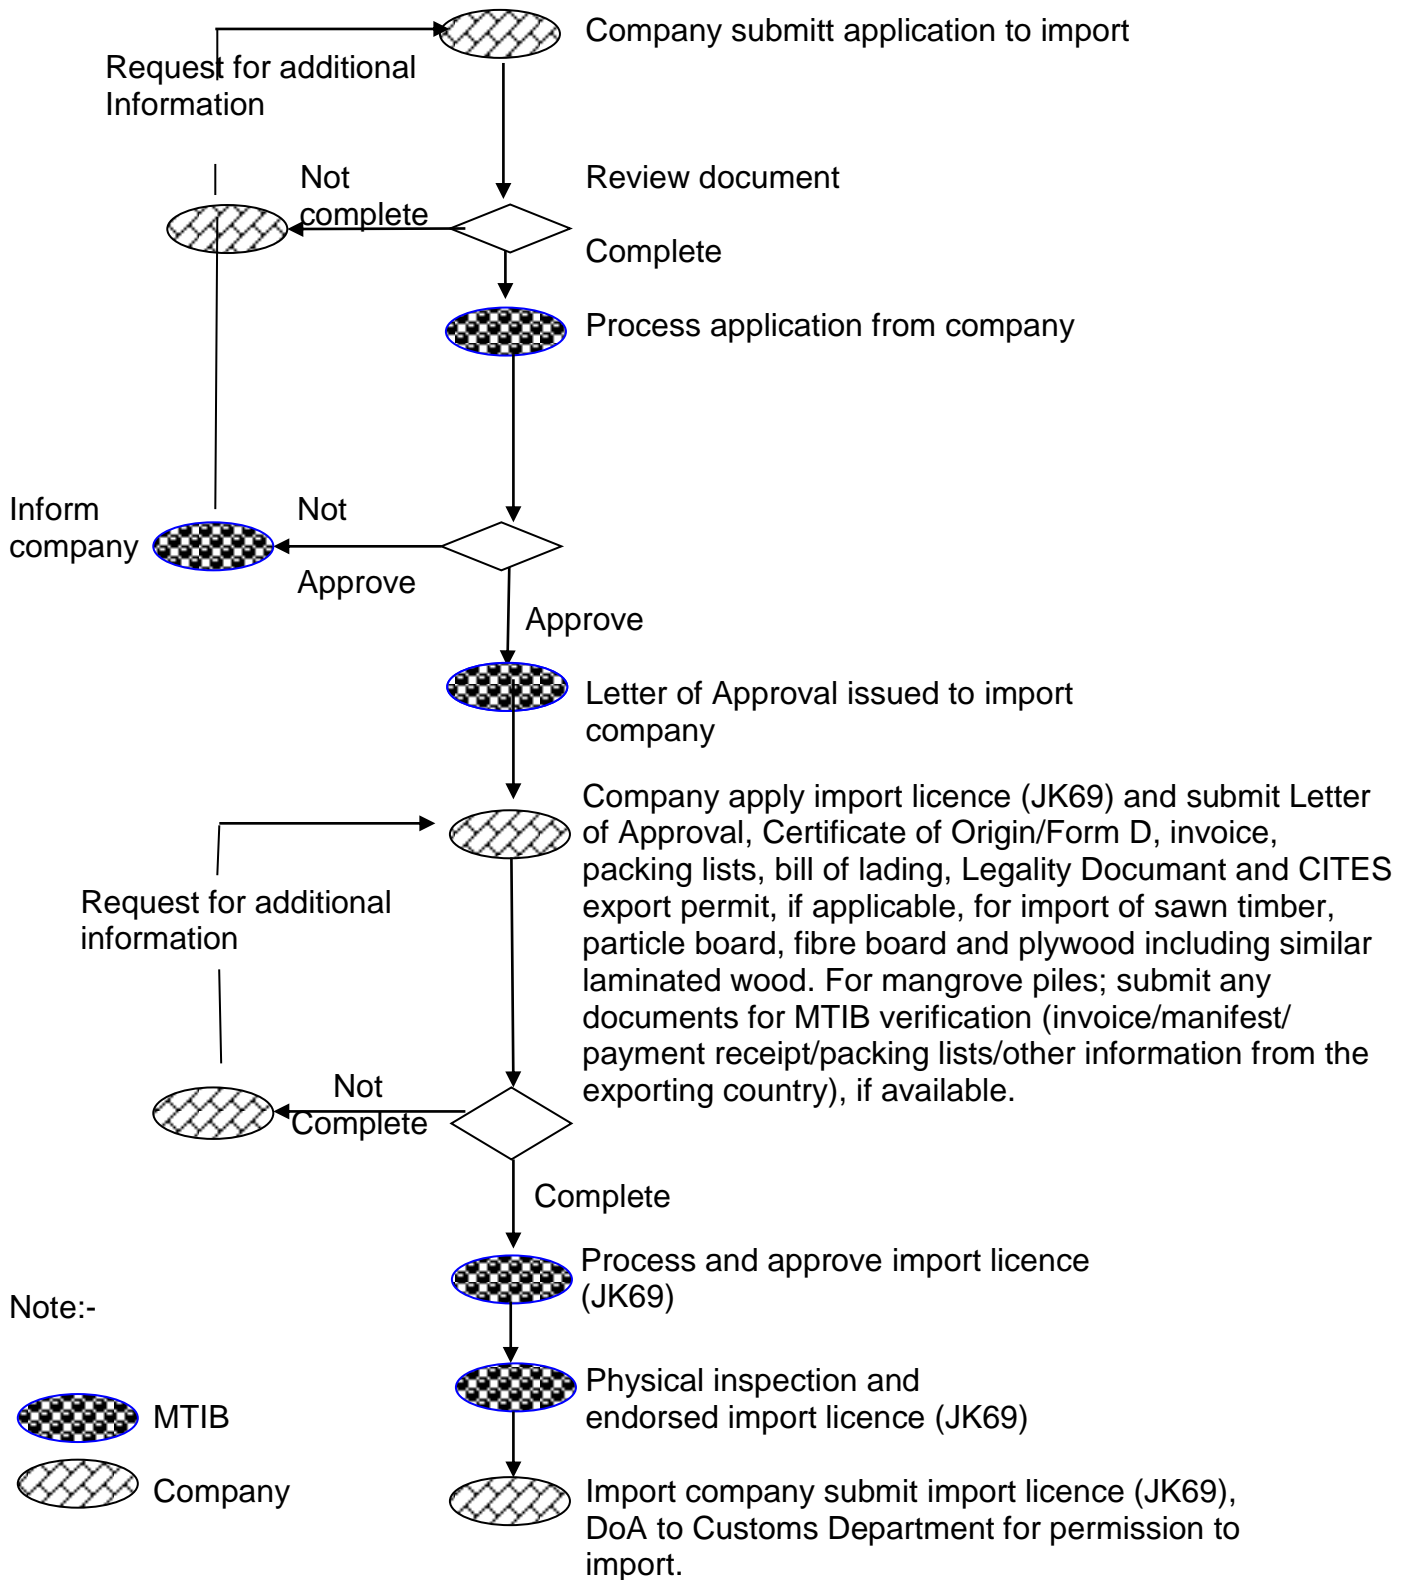 Company submitt application to import
Request for additional
Information
Not
complete
Review document
Complete
Process application from company
Inform
company
Not
Approve
Approve
Letter of Approval issued to import
company
Company apply import licence (JK69) and submit Letter
of Approval, Certificate of Origin/Form D, invoice,
packing lists, bill of lading, Legality Documant and CITES
export permit, if applicable, for import of sawn timber,
particle board, fibre board and plywood including similar
laminated wood. For mangrove piles; submit any
documents for MTIB verification (invoice/manifest/
payment receipt/packing lists/other information from the
exporting country), if available.
Request for additional
information
Not
Complete
Complete
Process and approve import licence
(JK69)
Note:-
Physical inspection and
endorsed import licence (JK69)
MTIB
Company
Import company submit import licence (JK69),
DoA to Customs Department for permission to
import.